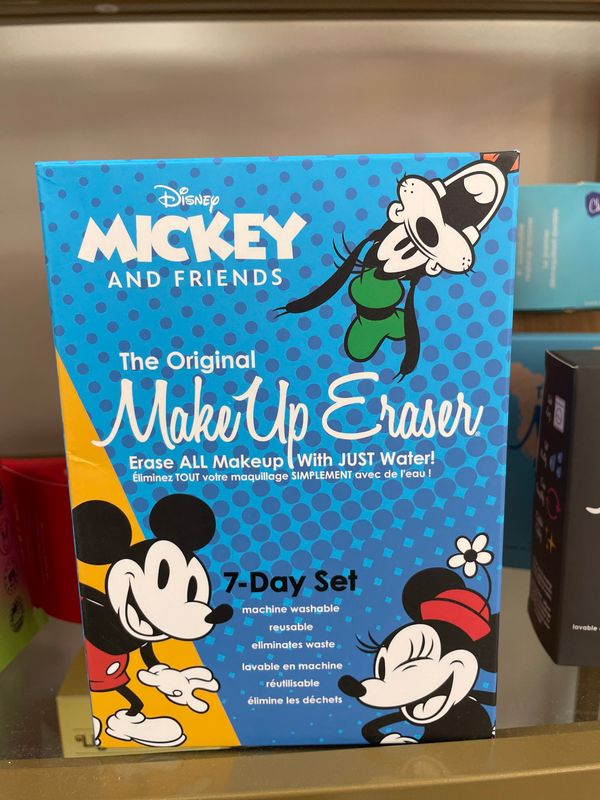 Disney
MICKEY
AND FRIENDS
The Original
MakeUp Eraser
Erase ALL Makeup With JUST Water!
Éliminez TOUT votre maquillage SIMPLEMENT avec de l'eau !
7-Day Set
machine washable
reusable
eliminates waste
lavable en machine
réutilisable
élimine les déchets
lavable